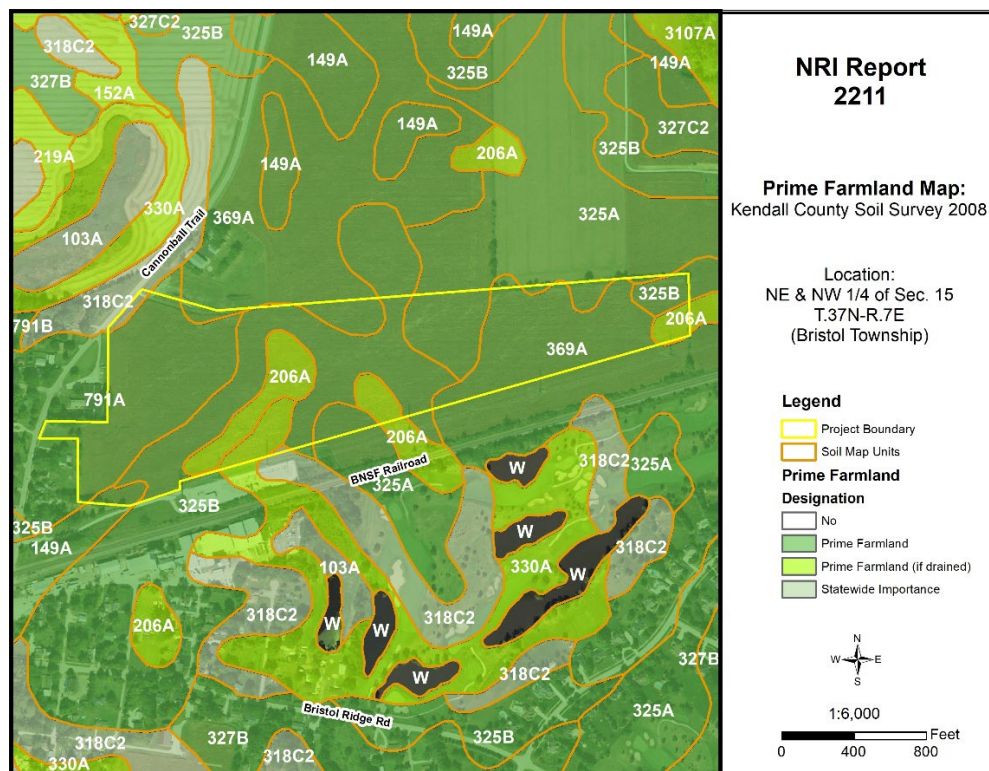 327C2
325B
318C2
149A
149A
325B
3107A
149A
327B
152A
149A
327C2
219A
149A
206A
325B
330A
369A
325A
103A
Cannonball Trail
318C2
325B
791B
206A
369A
206A
791A
206A
BNSF Railroad
318C2
325A
W
325A
325B
325B
149A
W
103A
330A
W
318C2
318C2
W
W
318C2
206A
W
318C2
327B
Bristol Ridge Rd
325A
318C2
327B
325B
330A
318C2
NRI Report
2211
Prime Farmland Map:
Kendall County Soil Survey 2008
Location:
NE & NW 1/4 of Sec. 15
T.37N-R.7E
(Bristol Township)
Legend
Project Boundary
Soil Map Units
Prime Farmland
Designation
No
Prime Farmland
Prime Farmland (if drained)
Statewide Importance
N
W E
S
1:6,000
Feet
0 400 800